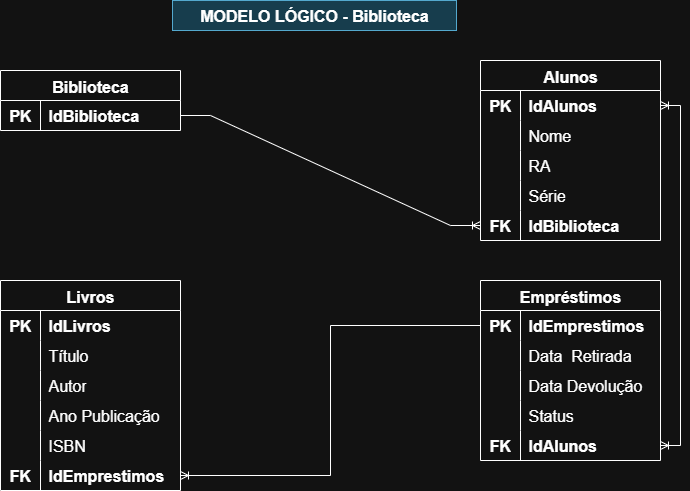 MODELO LÓGICO - Biblioteca
Biblioteca
PK IdBiblioteca
Alunos
PK IdAlunos
Nome
RA
Série
FK IdBiblioteca
Livros
PK IdLivros
Título
Autor
Ano Publicação
ISBN
FK IdEmprestimos
Empréstimos
PK IdEmprestimos
Data Retirada
Data Devolução
Status
FK IdAlunos